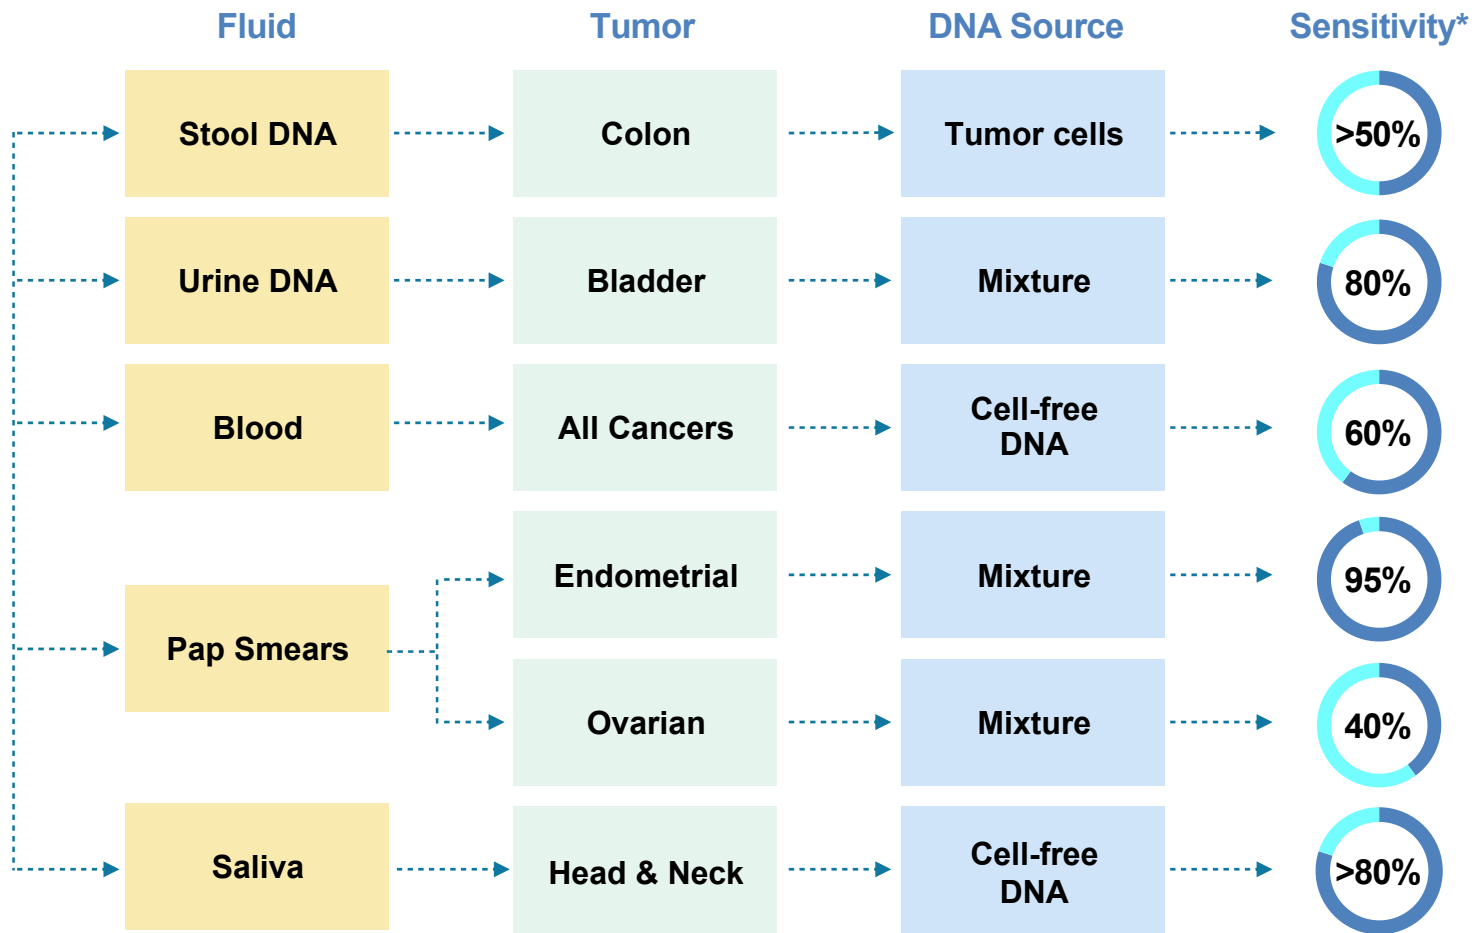 Fluid Tumor DNA Source Sensitivity*
Stool DNA Colon Tumor cells >50%
Urine DNA Bladder Mixture 80%
Blood All Cancers Cell-free
DNA 60%
Pap Smears
Endometrial Mixture 95%
Ovarian Mixture 40%
Saliva Head & Neck Cell-free
DNA >80%